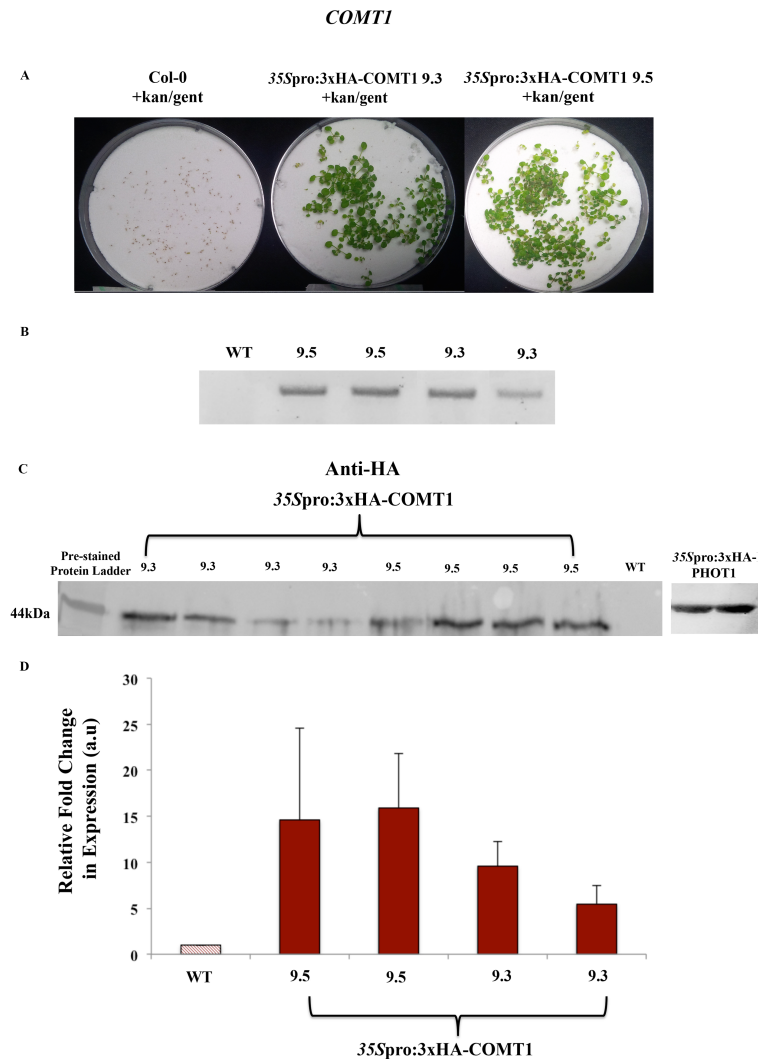 COMT1
A
Col-0
+kan/gent
35Spro:3xHA-COMT1 9.3
+kan/gent
35Spro:3xHA-COMT1 9.5
+kan/gent
B
WT 9.5 9.5 9.3 9.3
C
Anti-HA
35Spro:3xHA-COMT1
Pre-stained
Protein Ladder
9.3 9.3 9.3 9.3 9.5 9.5 9.5 9.5 WT
35Spro:3xHA-
PHOT1
44kDa
D
Relative Fold Change
in Expression (a.u)
30
25
20
15
10
5
0
WT 9.5 9.5 9.3 9.3
35Spro:3xHA-COMT1